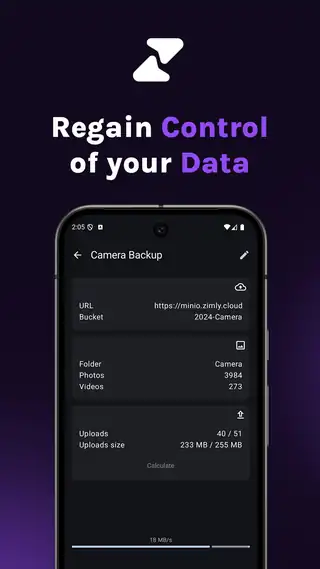 Regain Control
of your Data
2:05
Camera Backup
URL https://minio.zimly.cloud
Bucket 2024-Camera
Folder Camera
Photos 3984
Videos 273
Uploads 40 / 51
Uploads size 233 MB / 255 MB
Calculate
18 MB/s